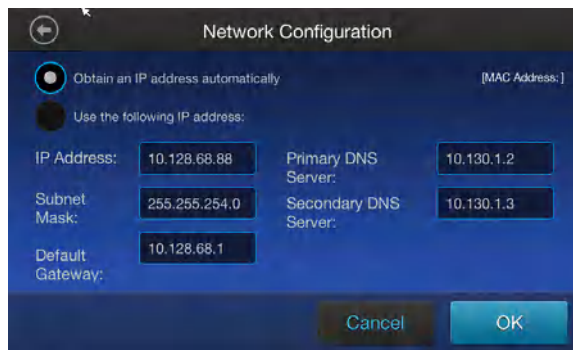 Network Configuration
Obtain an IP address automatically
[MAC Address: ]
Use the following IP address:
IP Address:
10.128.68.88
Primary DNS
Server:
10.130.1.2
Subnet
Mask:
255.255.254.0
Secondary DNS
Server:
10.130.1.3
Default
Gateway:
10.128.68.1
Cancel
OK